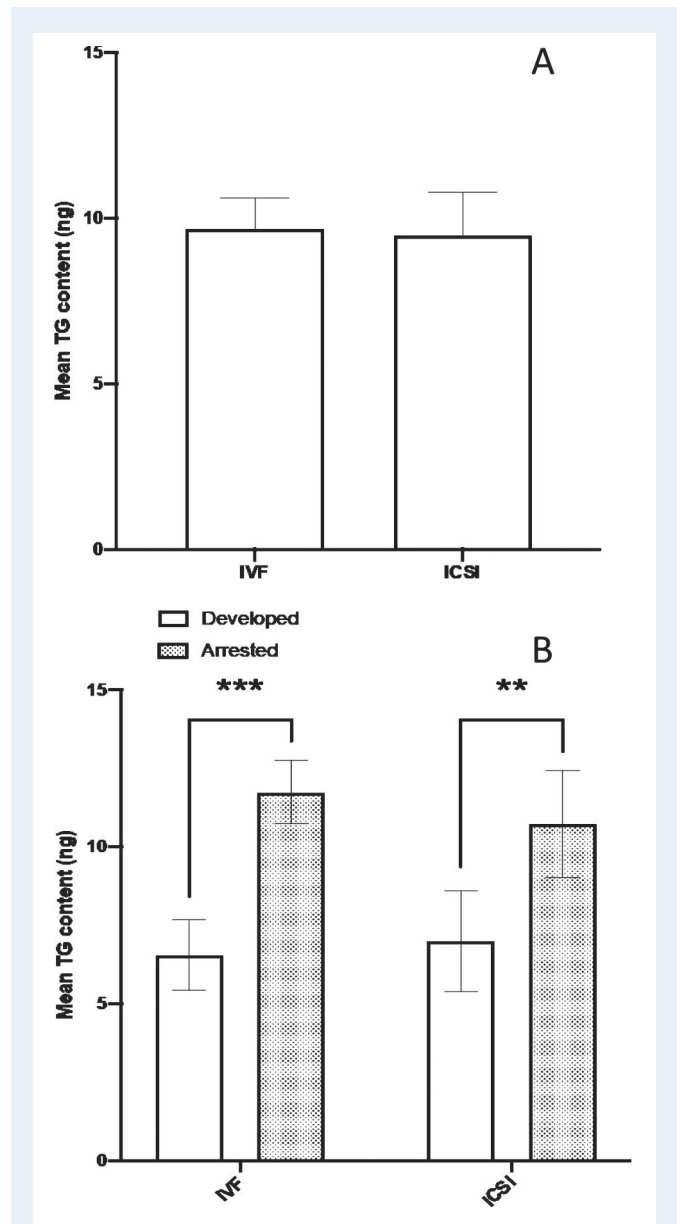 A
15
10
5
0
Mean TG content (ng)
IVF
ICSI
Developed
Arrested
B
***
**
15
10
5
0
Mean TG content (ng)
IVF
ICSI